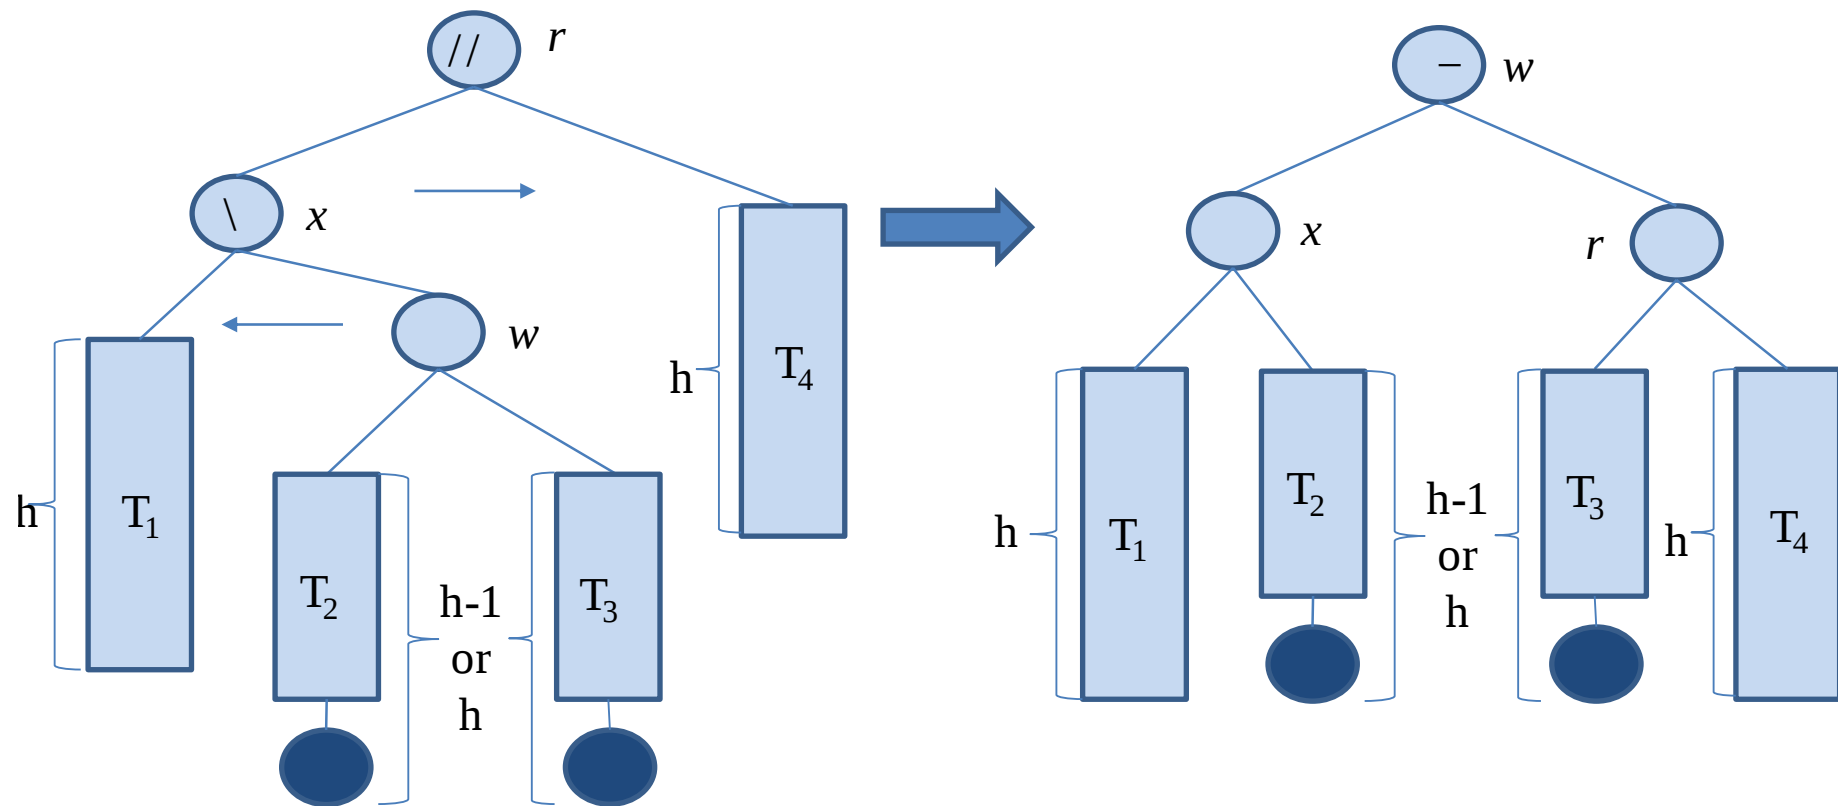 // r
\ x
w
h T1
T2
h-1
or
h
T3
h T4
− w
x
r
h T1
T2
h-1
or
h
T3
h T4